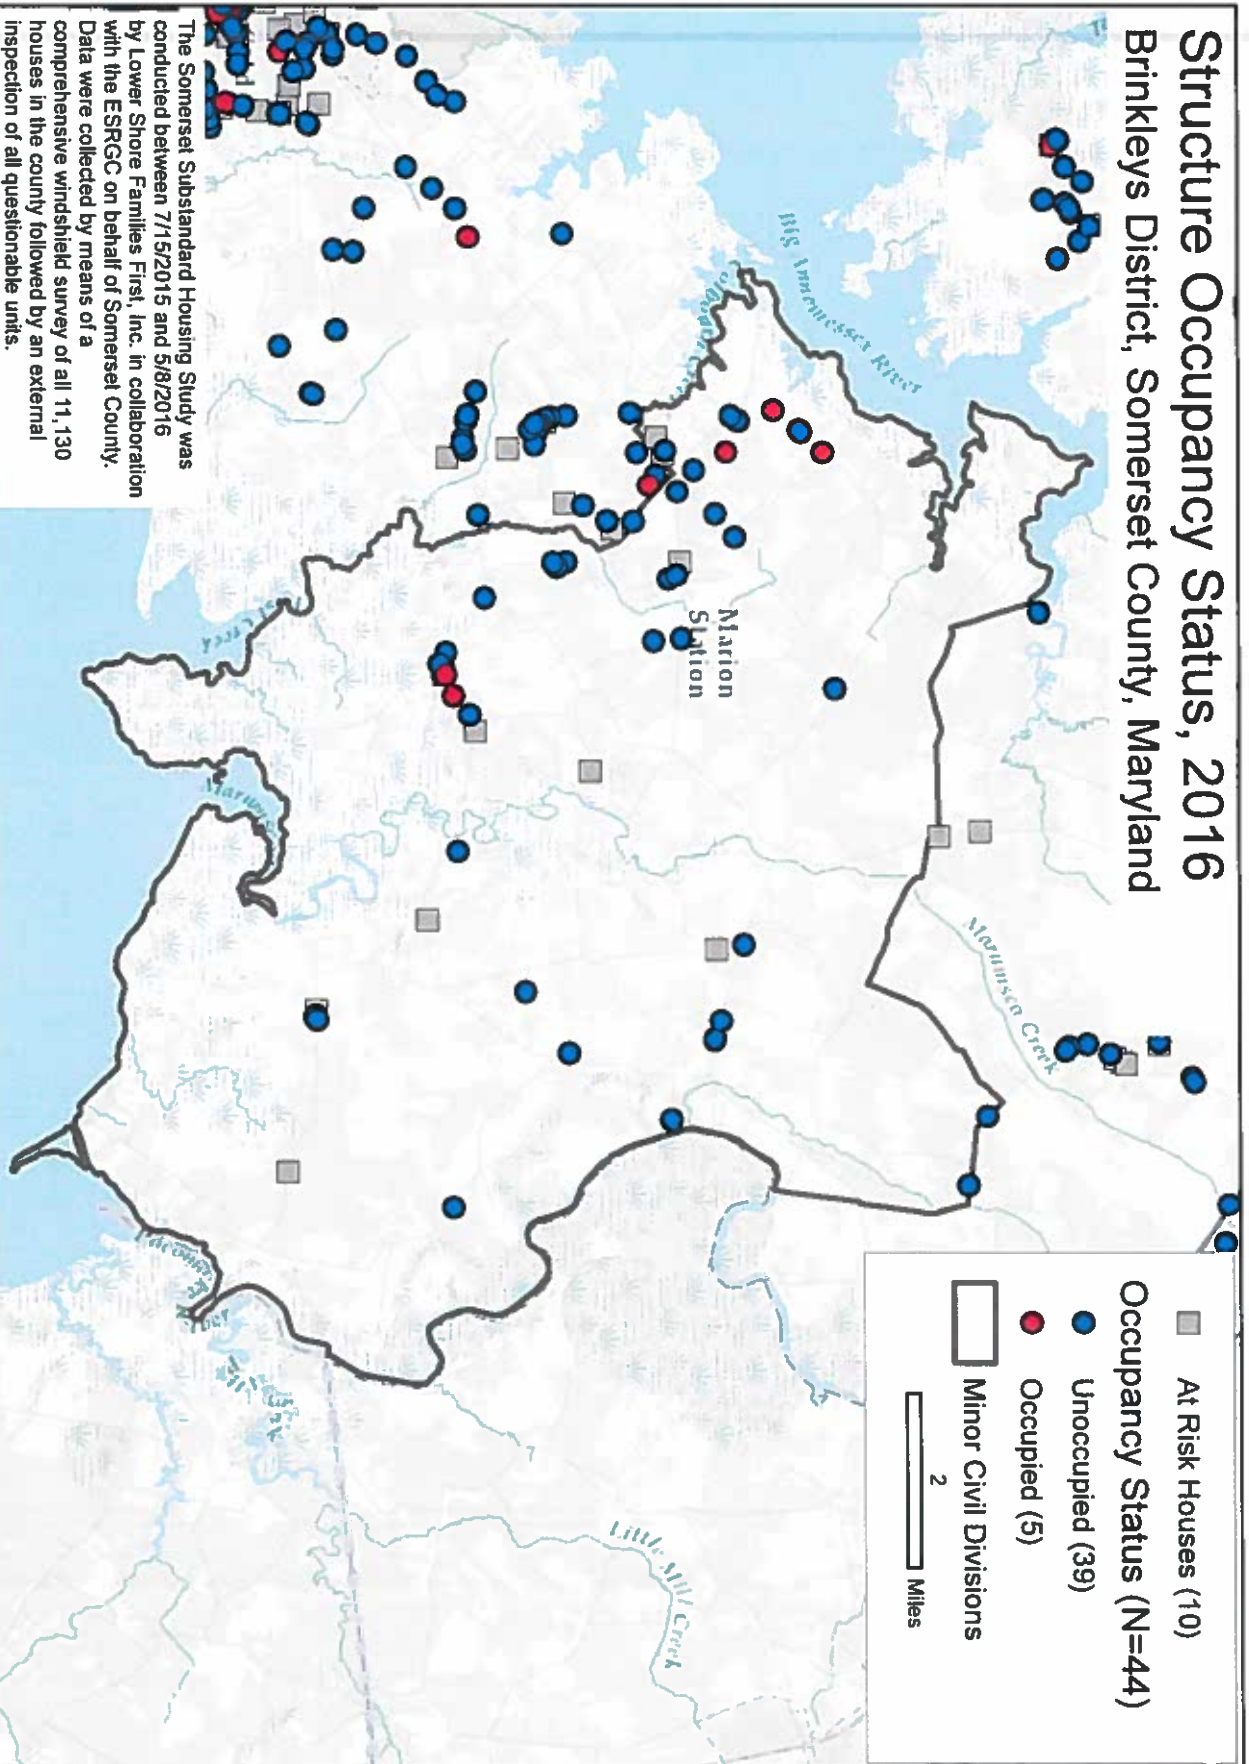 Structure Occupancy Status, 2016
Brinkleys District, Somerset County, Maryland
At Risk Houses (10)
Occupancy Status (N=44)
Unoccupied (39)
Occupied (5)
Minor Civil Divisions
2
Miles
Big Annemessex River
Marumsco Creek
Marion
Station
Creek
Little Mill Creek
River
The Somerset Substandard Housing Study was
conducted between 7/15/2015 and 5/8/2016
by Lower Shore Families First, Inc. in collaboration
with the ESRGC on behalf of Somerset County.
Data were collected by means of a
comprehensive windshield survey of all 11,130
houses in the county followed by an external
inspection of all questionable units.